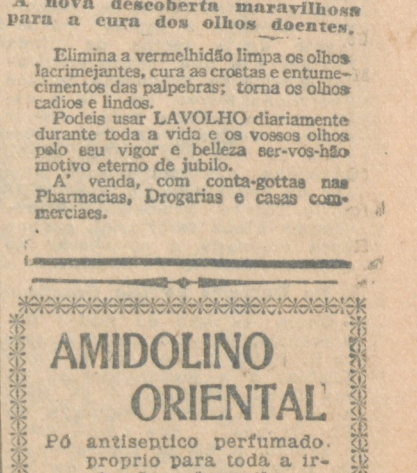 A nova descoberta maravilhosa
para a cura dos olhos doentes.
Elimina a vermelhidão limpa os olhos
lacrimejantes, cura as crostas e entume-
cimentos das palpebras; torna os olhos
sadios e lindos.
Podeis usar LAVOLHO diariamente
durante toda a vida e os vossos olhos
pelo seu vigor e belleza ser-vos-hão
motivo eterno de jubilo.
A' venda, com conta-gottas nas
Pharmacias, Drogarias e casas com-
merciaes.
AMIDOLINO
ORIENTAL
Pó antiseptico perfumado.
proprio para toda a ir-